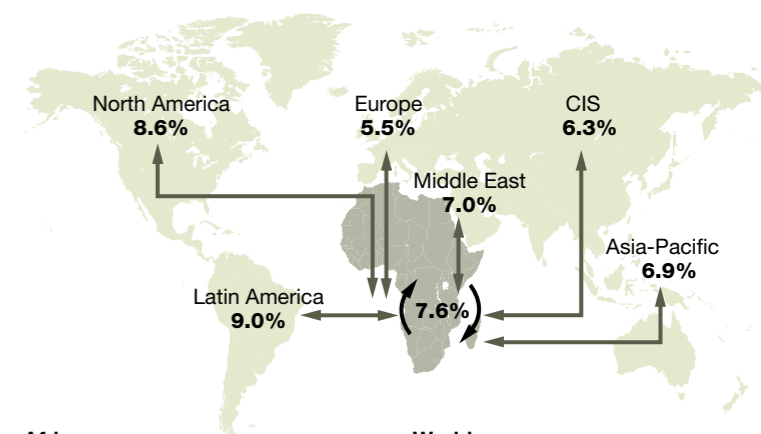 North America
8.6%
Europe
5.5%
CIS
6.3%
Middle East
7.0%
Asia-Pacific
6.9%
Latin America
9.0%
7.6%